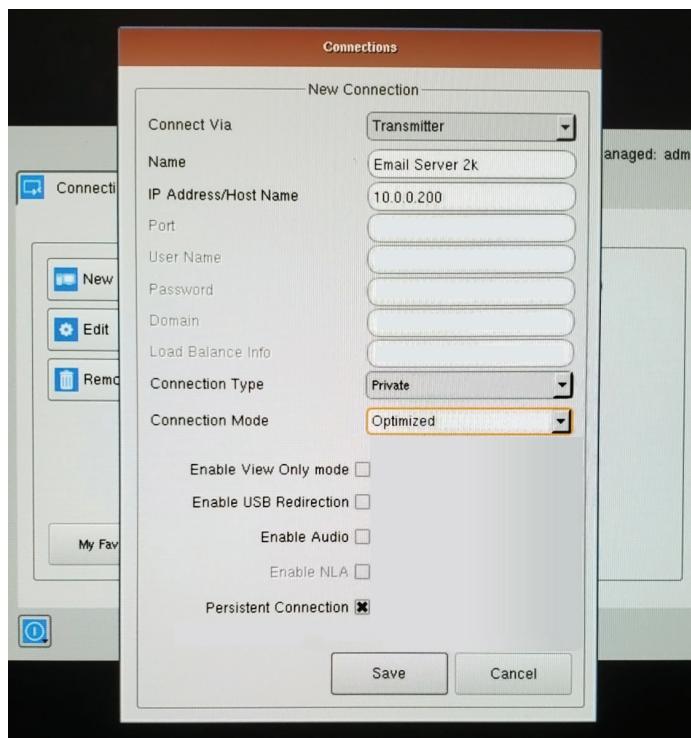 Connections
New Connection
Connect Via Transmitter
Name Email Server 2k
IP Address/Host Name 10.0.0.200
Port
User Name
Password
Domain
Load Balance Info
Connection Type Private
Connection Mode Optimized
Enable View Only mode
Enable USB Redirection
Enable Audio
Enable NLA
Persistent Connection
Save Cancel
anaged: adm
Connecti
New
Edit
Remo
My Fav